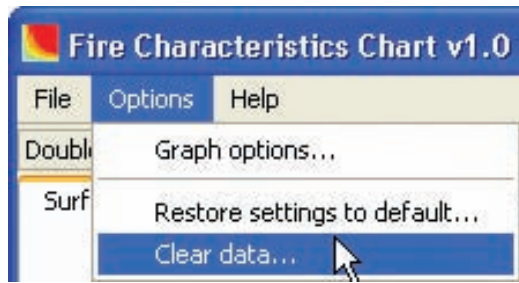 Fire Characteristics Chart v1.0
File Options Help
Graph options...
Restore settings to default...
Clear data...